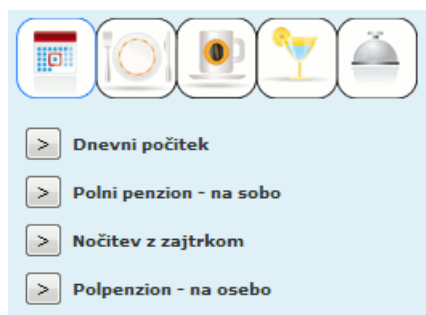 > Dnevni počitek
> Polni penzion - na sobo
> Nočitev z zajtrkom
> Polpenzion - na osebo